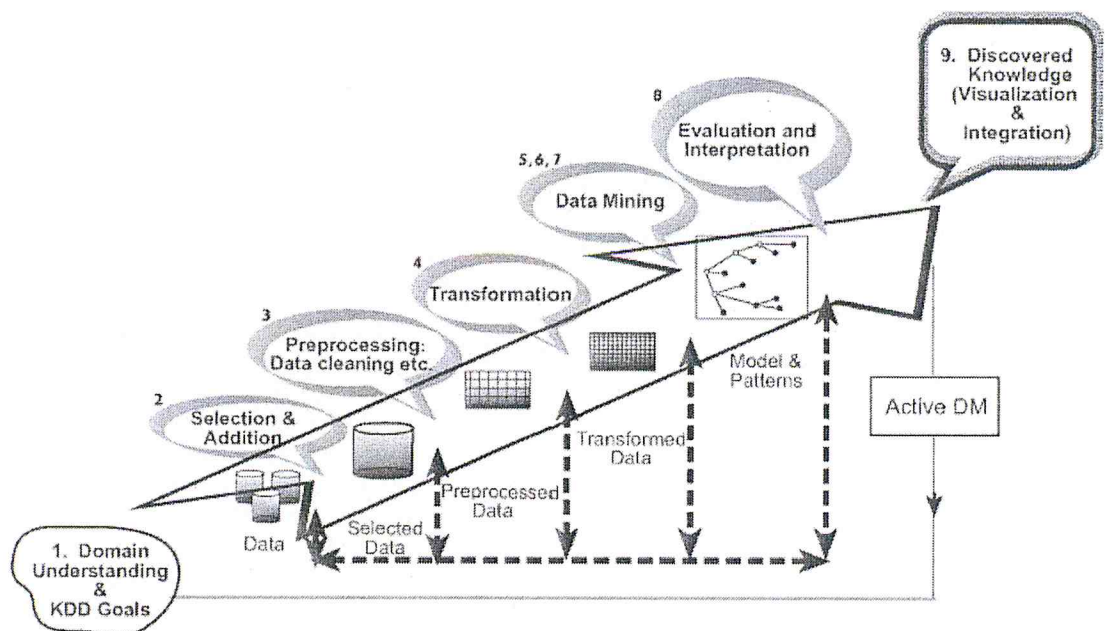 9. Discovered
Knowledge
(Visualization
&
Integration)
8
Evaluation and
Interpretation
5, 6, 7
Data Mining
4
Transformation
3
Preprocessing:
Data cleaning etc.
2
Selection &
Addition
Model &
Patterns
Active DM
Transformed
Data
Preprocessed
Data
Selected
Data
Data
1. Domain
Understanding
&
KDD Goals